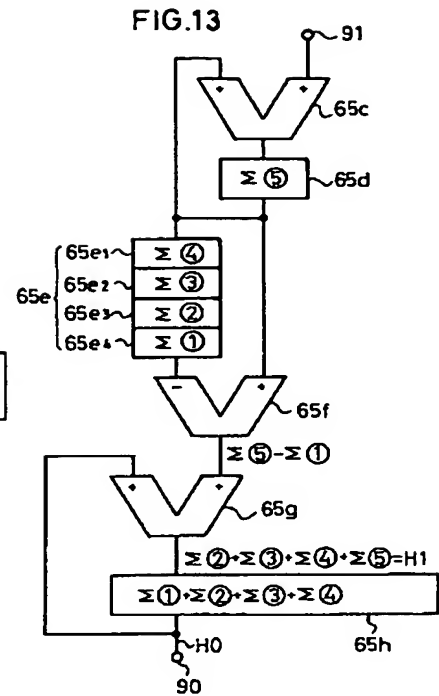 FIG.13
91
+ +
65c
Σ⑤ 65d
65e1 Σ④
65e2 Σ③
65e
65e3 Σ②
65e4 Σ①
- +
65f
Σ⑤-Σ①
+ +
65g
Σ②+Σ③+Σ④+Σ⑤=H1
Σ①+Σ②+Σ③+Σ④
H0 65h
90